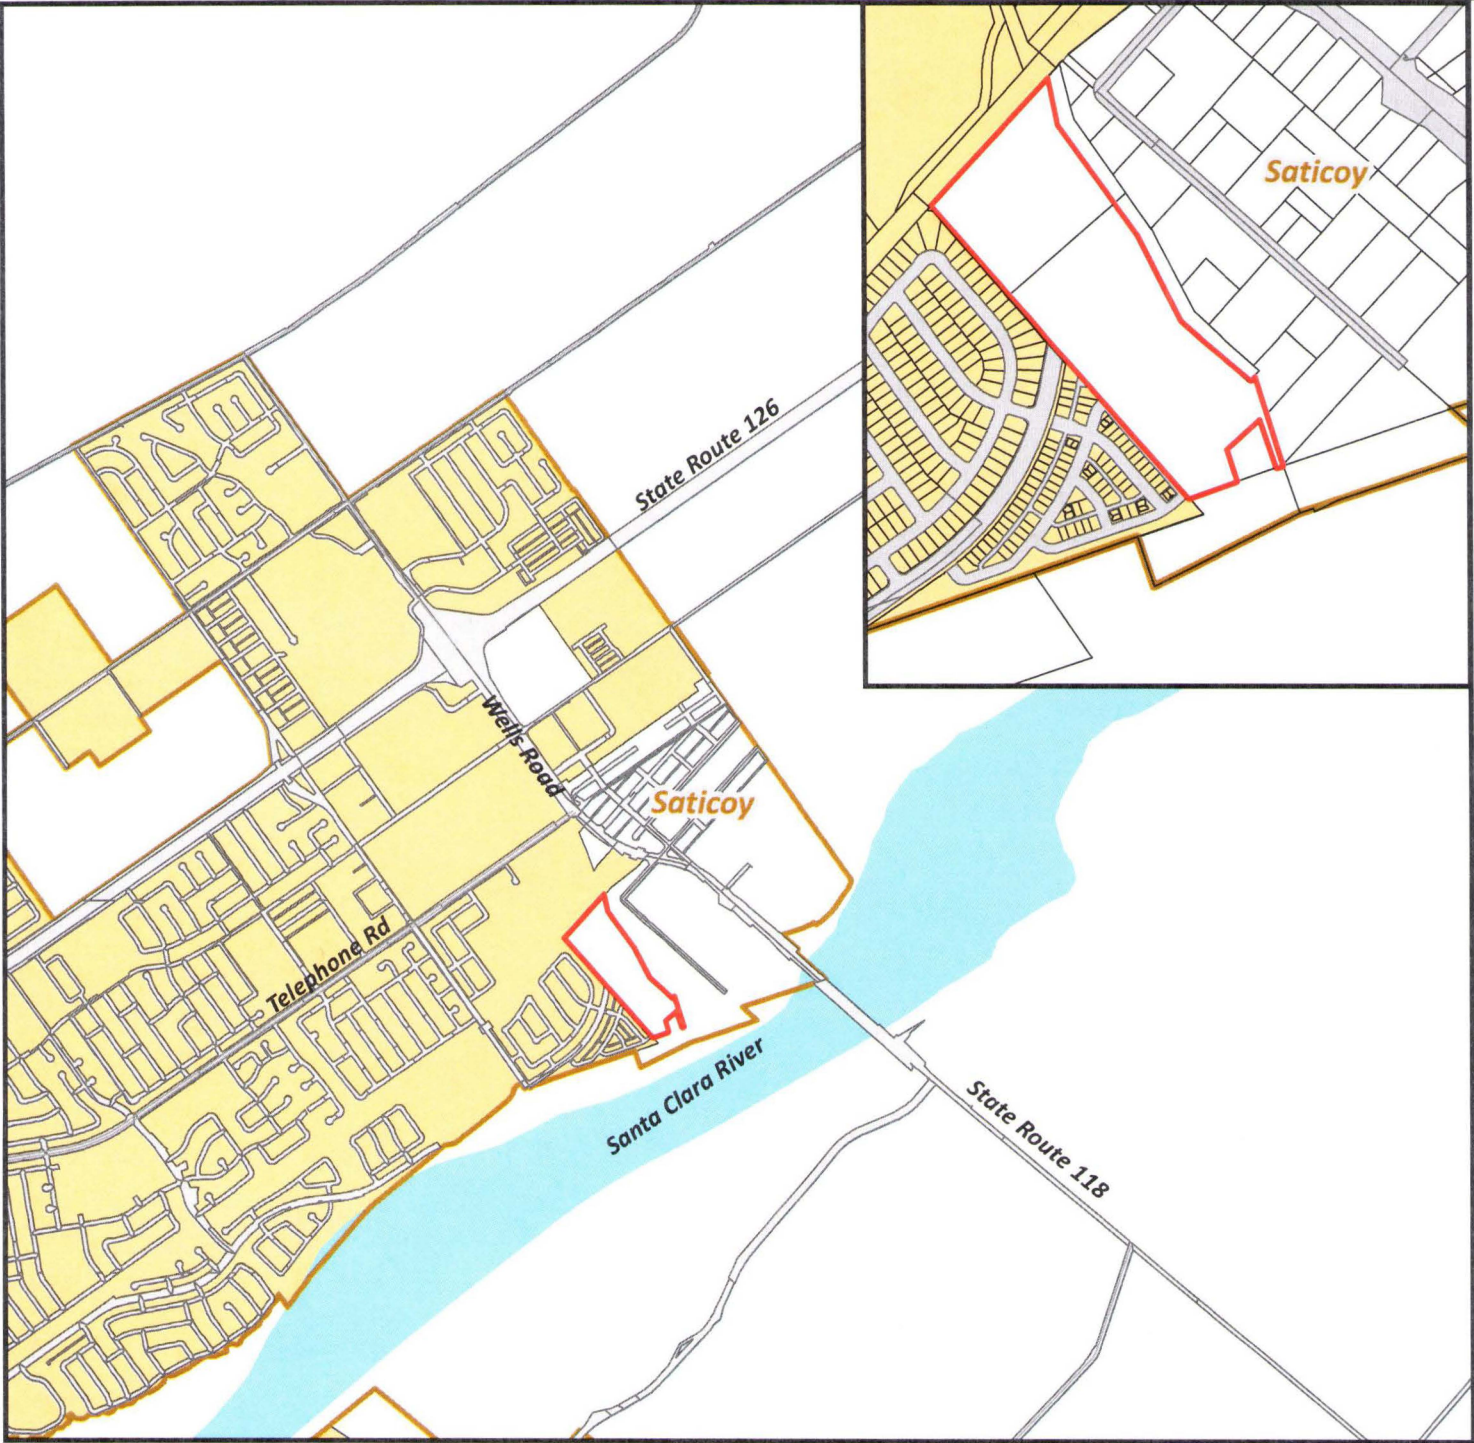 Saticoy
State Route 126
Wells Road
Saticoy
Telephone Rd
Santa Clara River
State Route 118